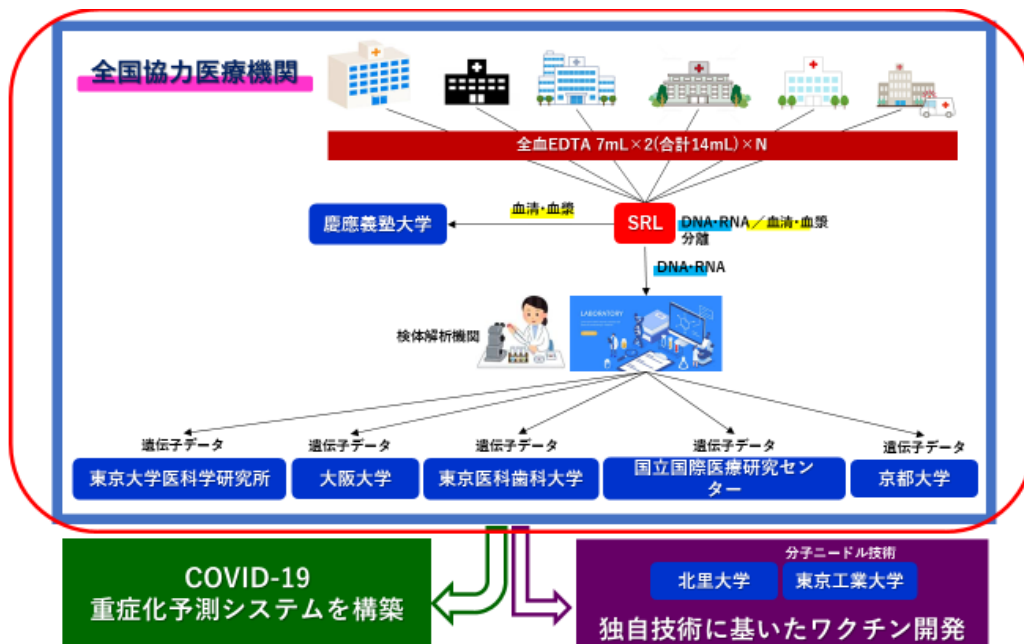 全国協力医療機関
全血EDTA 7mL×2(合計14mL)×N
血清・血漿
慶應義塾大学
SRL
DNA・RNA／血清・血漿
分離
DNA・RNA
LABORATORY
検体解析機関
遺伝子データ
遺伝子データ
遺伝子データ
遺伝子データ
遺伝子データ
東京大学医科学研究所
大阪大学
東京医科歯科大学
国立国際医療研究セン
ター
京都大学
COVID-19
重症化予測システムを構築
分子ニードル技術
北里大学
東京工業大学
独自技術に基いたワクチン開発